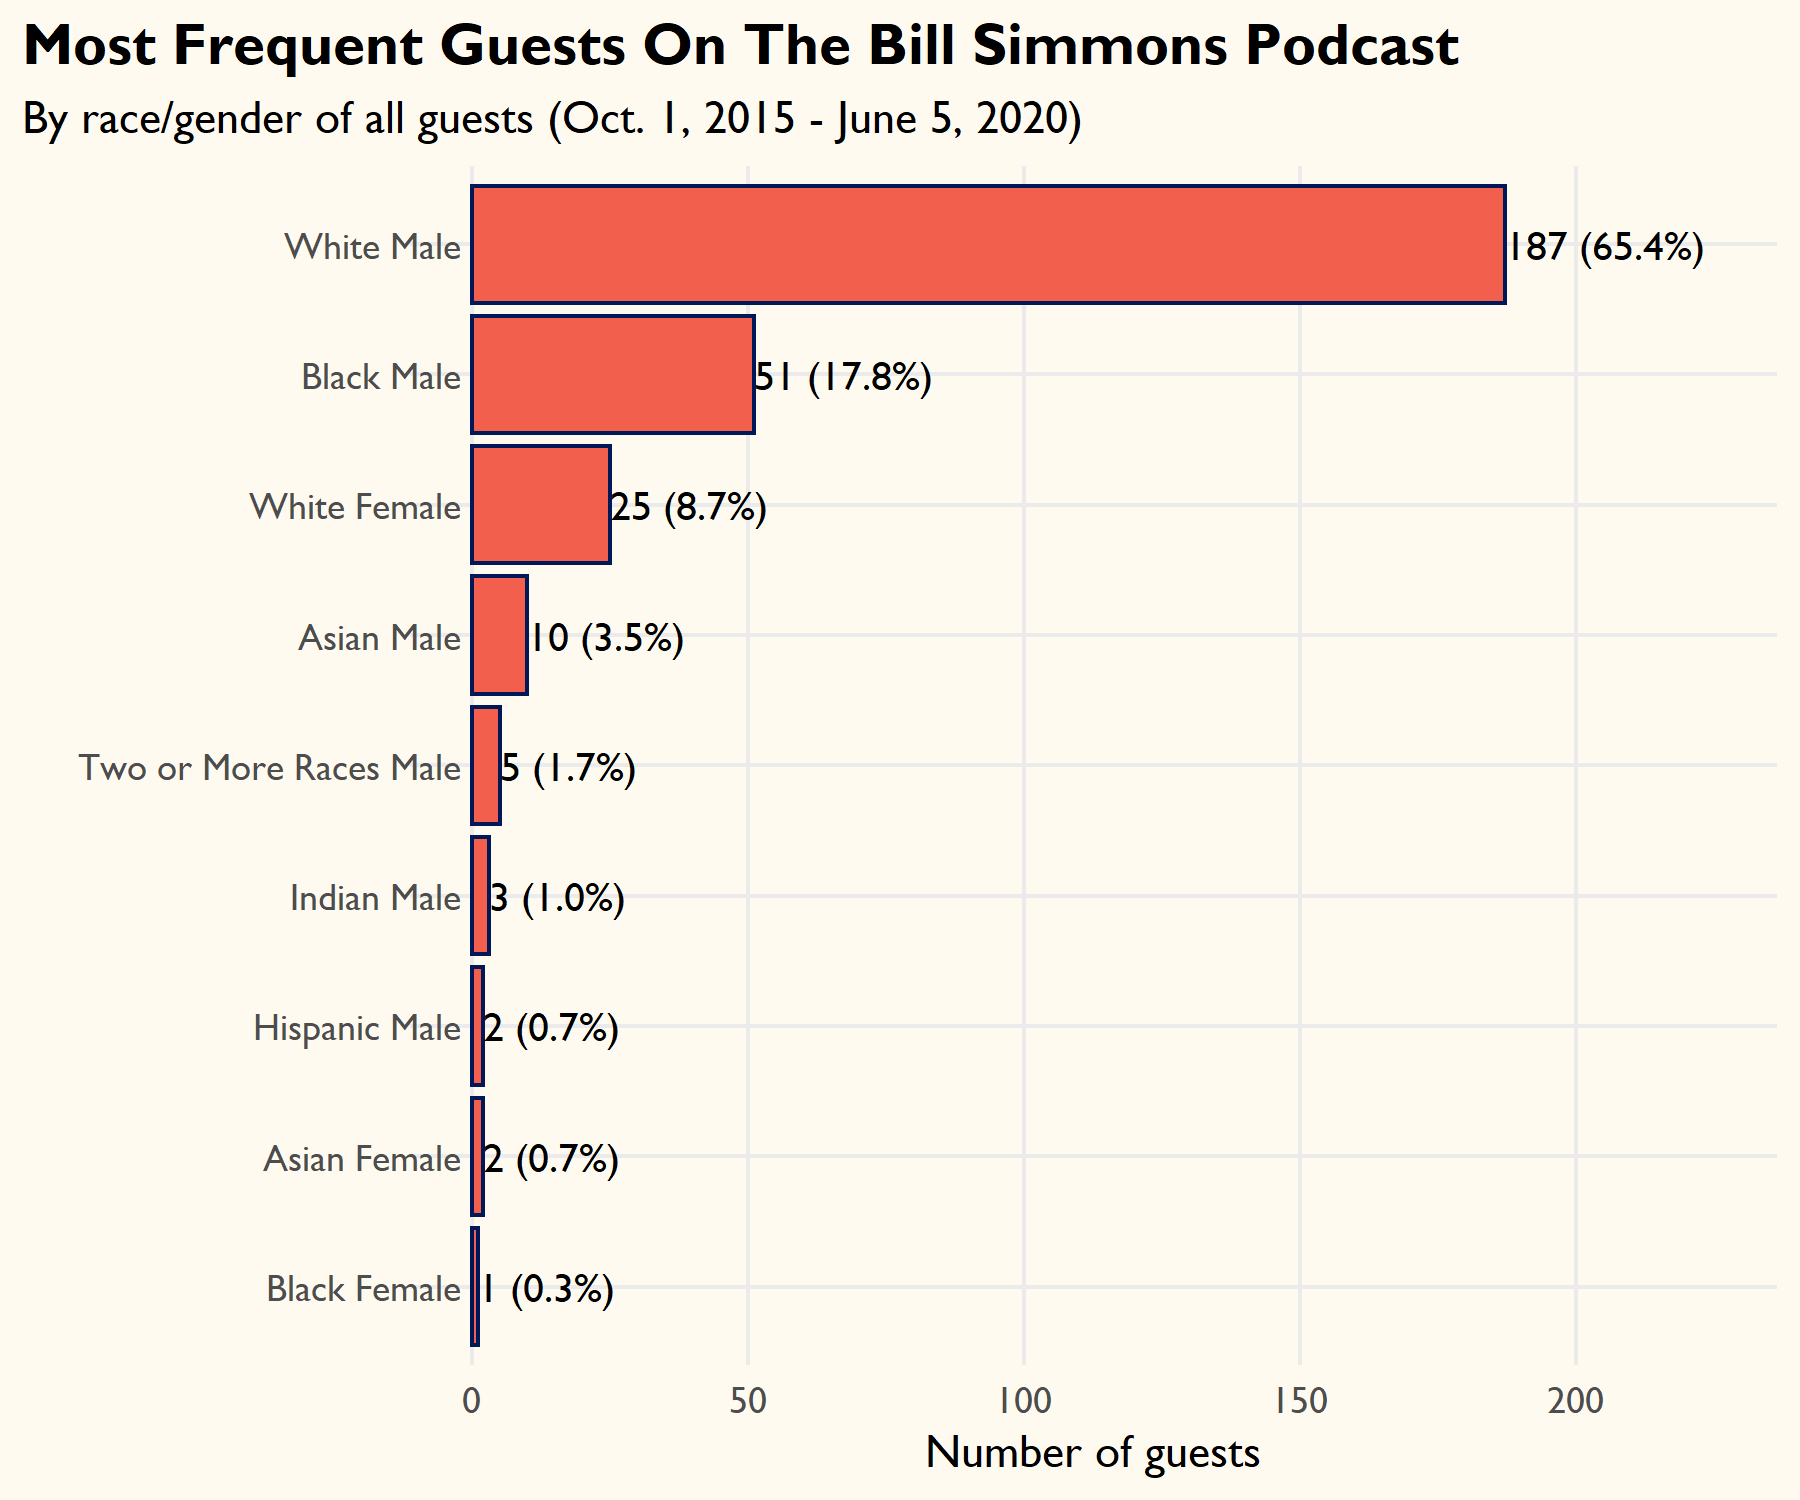 Most Frequent Guests On The Bill Simmons Podcast
By race/gender of all guests (Oct. 1, 2015 - June 5, 2020)
White Male 187 (65.4%)
Black Male 51 (17.8%)
White Female 25 (8.7%)
Asian Male 10 (3.5%)
Two or More Races Male 5 (1.7%)
Indian Male 3 (1.0%)
Hispanic Male 2 (0.7%)
Asian Female 2 (0.7%)
Black Female 1 (0.3%)
0 50 100 150 200
Number of guests